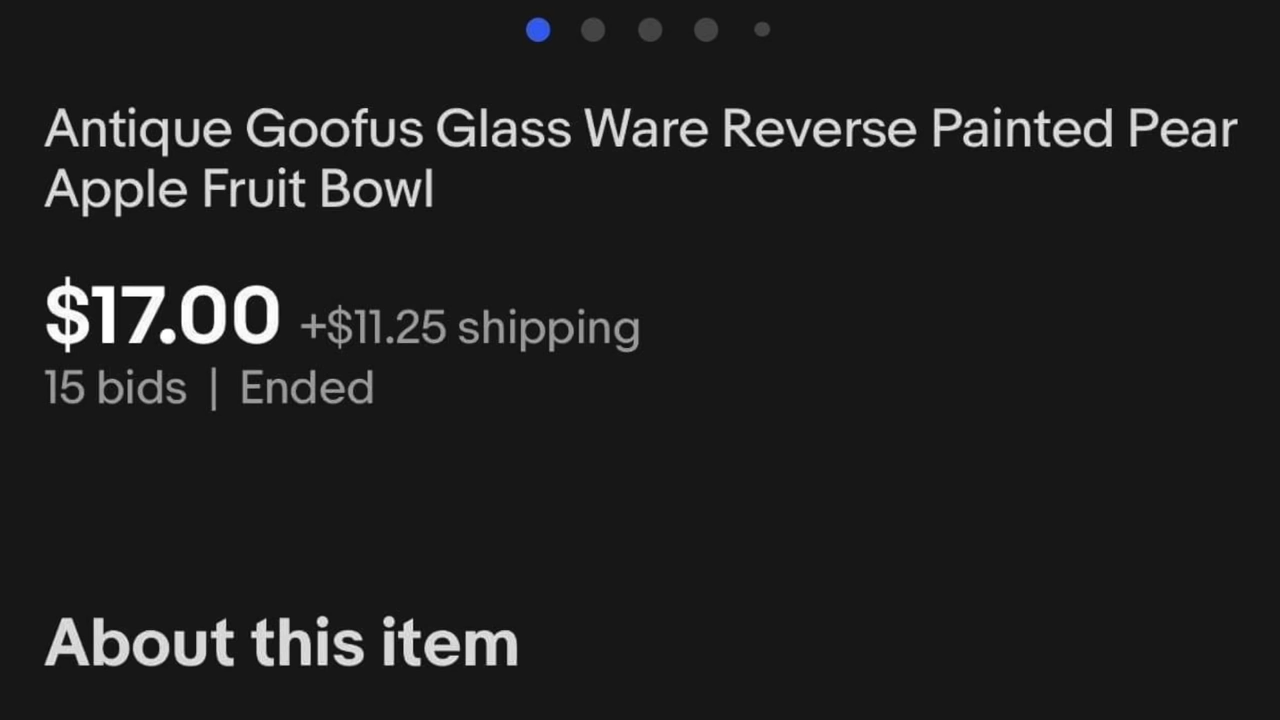 Antique Goofus Glass Ware Reverse Painted Pear
Apple Fruit Bowl
$17.00 +$11.25 shipping
15 bids | Ended
About this item